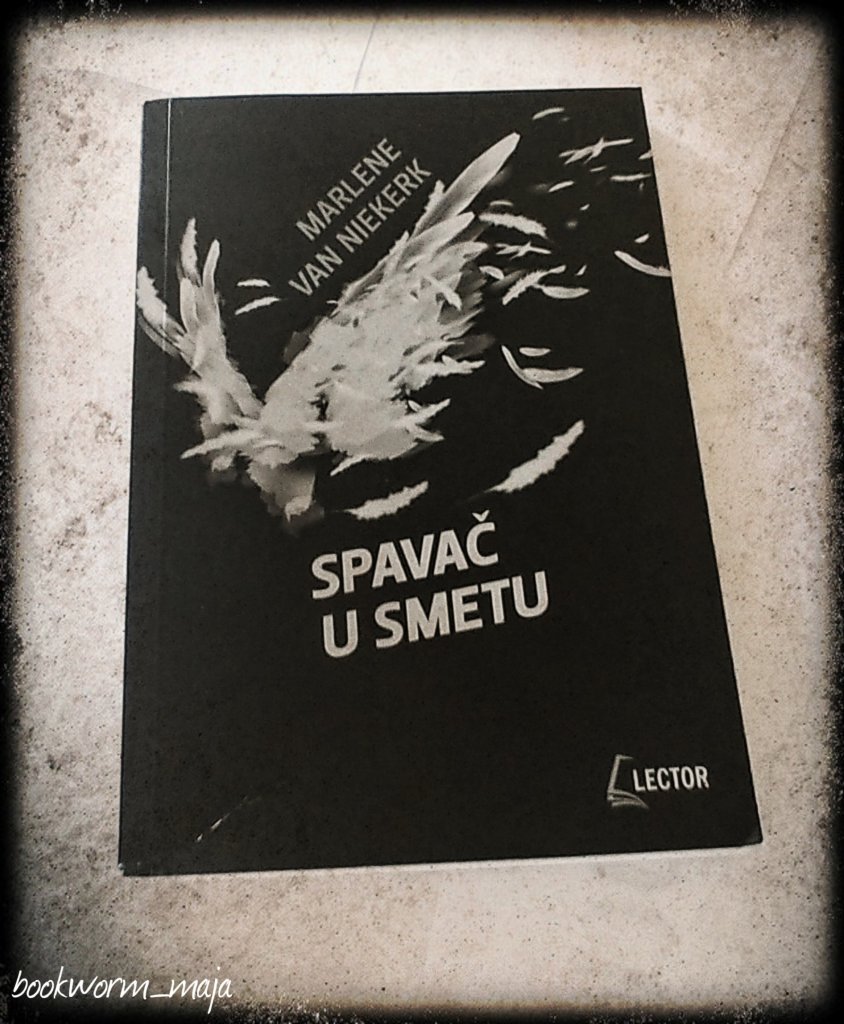 MARLENE
VAN NIEKERK
SPAVAČ
U SMETU
LECTOR
bookworm_maja